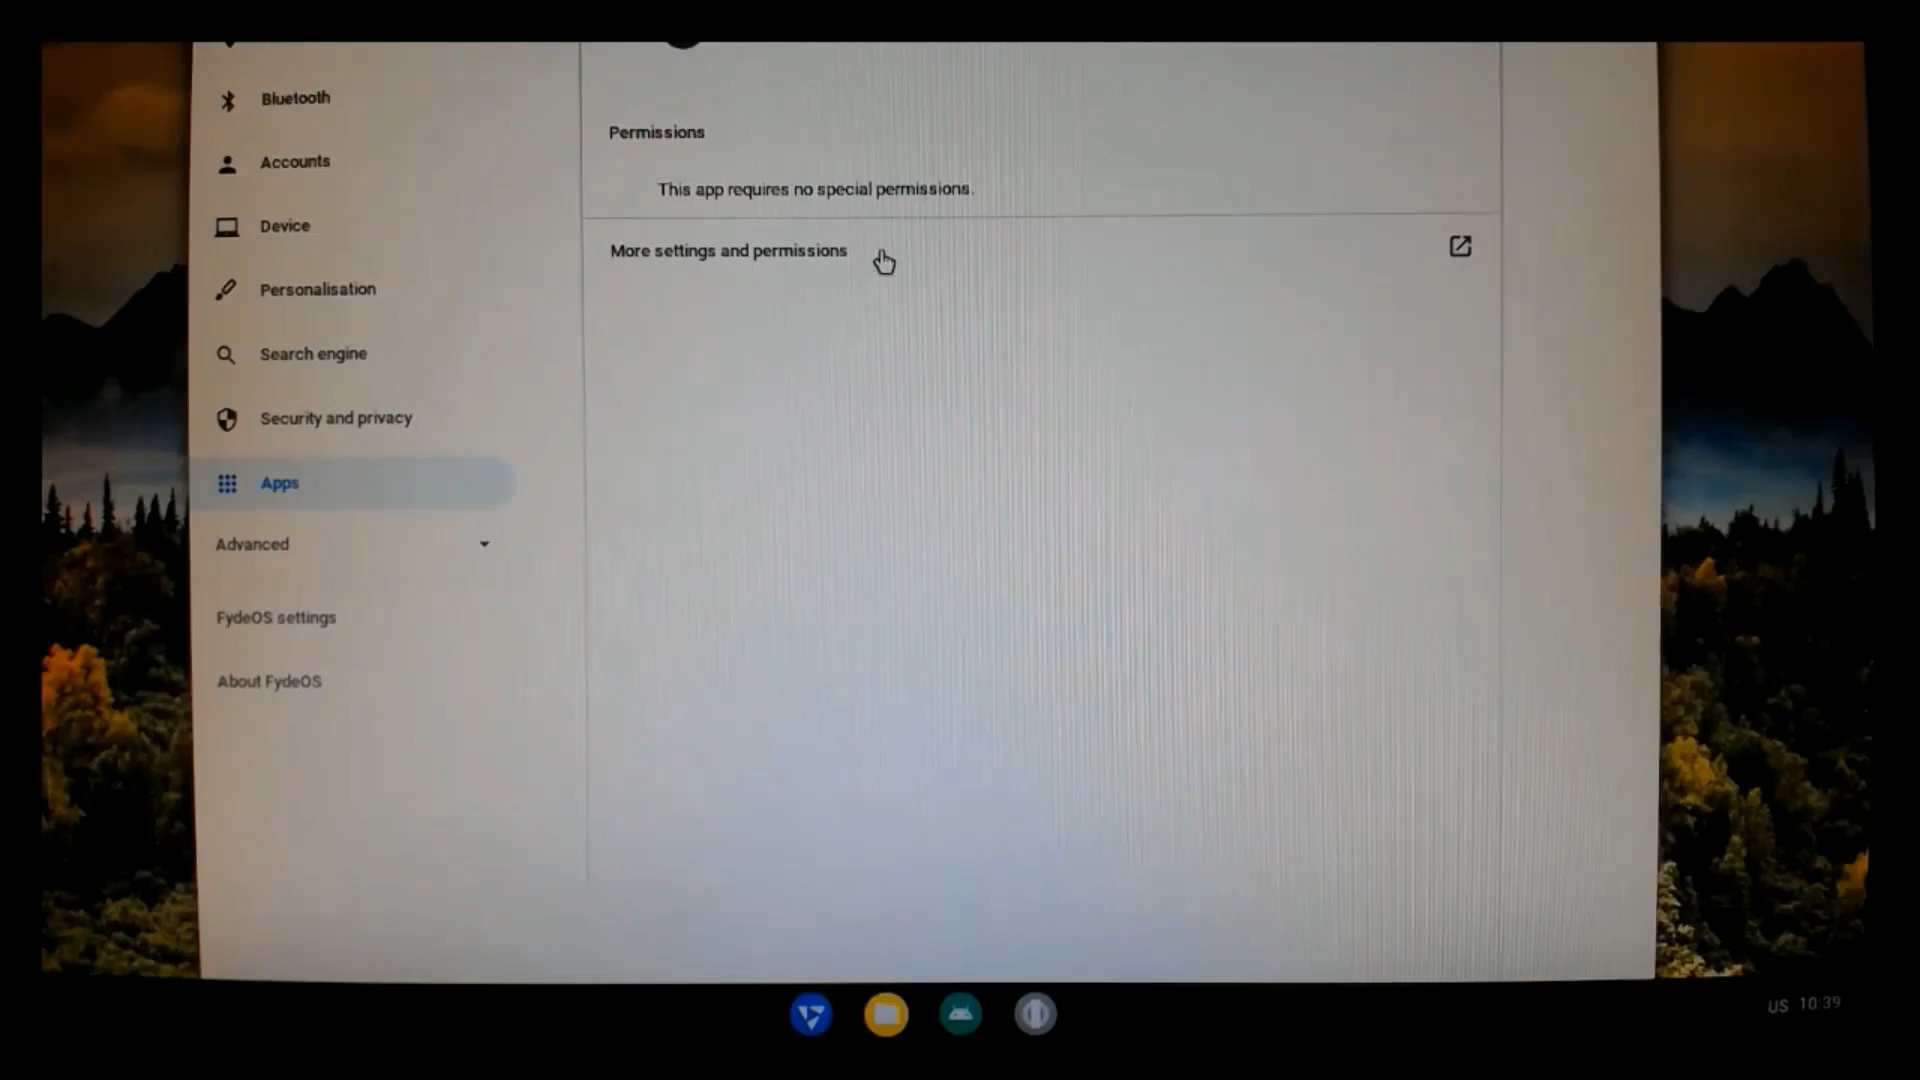 Bluetooth
Accounts
Device
Personalisation
Search engine
Security and privacy
Apps
Advanced
FydeOS settings
About FydeOS
Permissions
This app requires no special permissions.
More settings and permissions
US 10:39